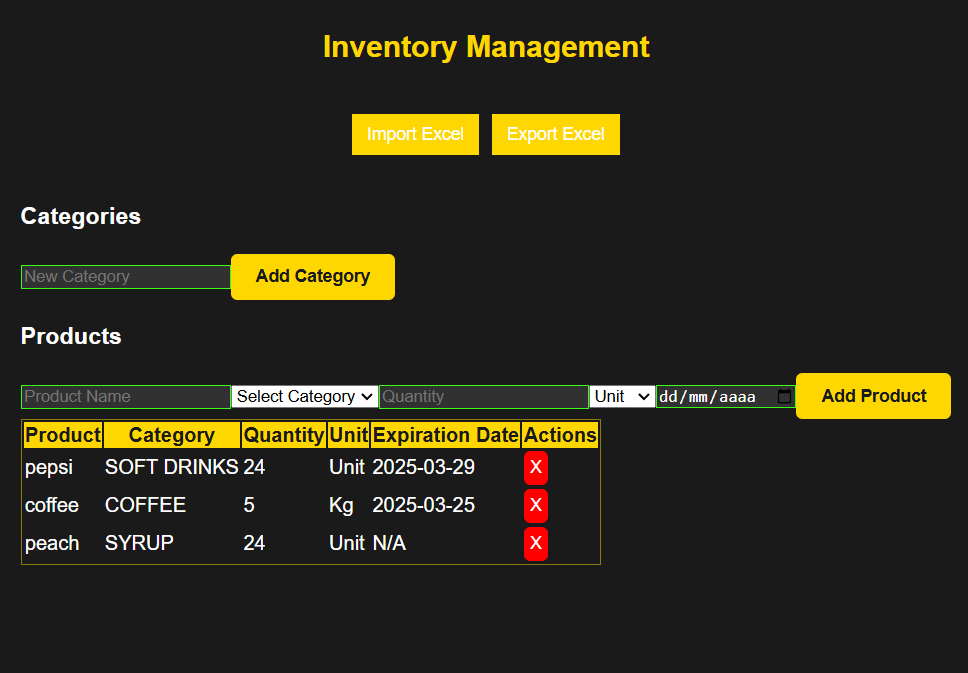 Inventory Management
Import Excel Export Excel
Categories
New Category Add Category
Products
Product Name Select Category Quantity Unit dd/mm/aaaa Add Product
Product Category Quantity Unit Expiration Date Actions
pepsi SOFT DRINKS 24 Unit 2025-03-29 X
coffee COFFEE 5 Kg 2025-03-25 X
peach SYRUP 24 Unit N/A X